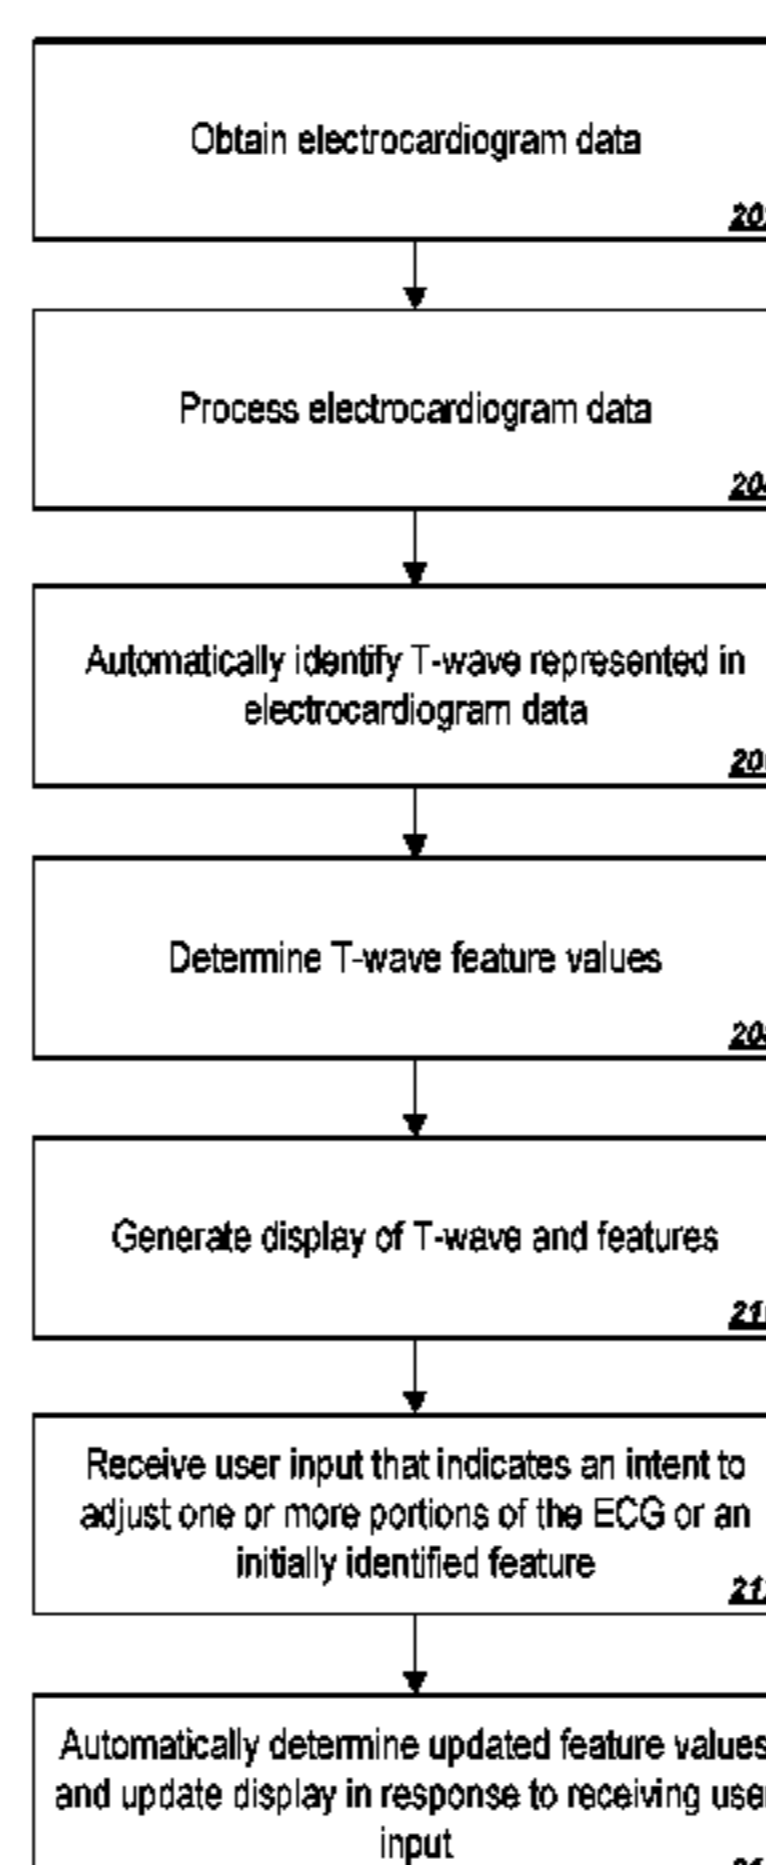 Obtain electrocardiogram data
Process electrocardiogram data
Automatically identify T-wave represented in
electrocardiogram data
Determine T-wave feature values
Generate display of T-wave and features
Receive user input that indicates an intent to
adjust one or more portions of the ECG or an
initially identified feature
Automatically determine updated feature values
and update display in response to receiving user
input